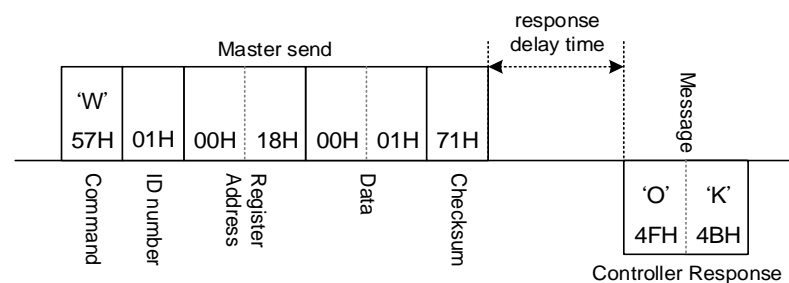 response
delay time
Master send
Message
‘W’
57H 01H 00H 18H 00H 01H 71H
Command
ID number
Register
Address
Data
Checksum
‘O’ ‘K’
4FH 4BH
Controller Response